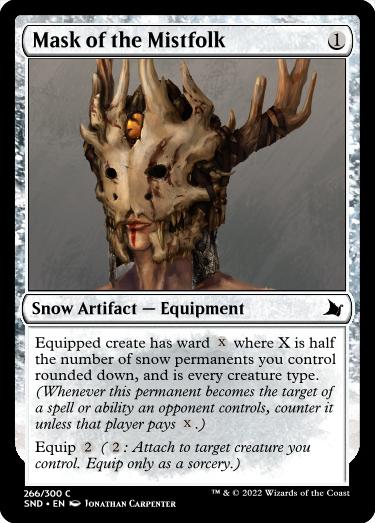 Mask of the Mistfolk 1
Snow Artifact — Equipment
Equipped create has ward X where X is half
the number of snow permanents you control
rounded down, and is every creature type.
(Whenever this permanent becomes the target of
a spell or ability an opponent controls, counter it
unless that player pays X.)
Equip 2 (2: Attach to target creature you
control. Equip only as a sorcery.)
266/300 C
SND • EN Jonathan Carpenter
™ & © 2022 Wizards of the Coast